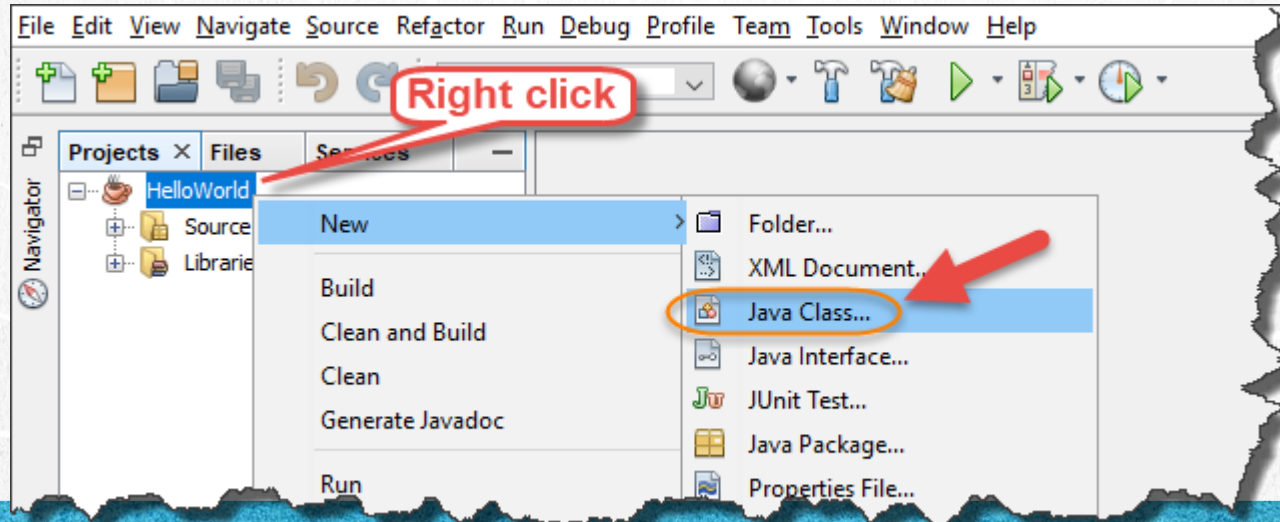 File Edit View Navigate Source Refactor Run Debug Profile Team Tools Window Help
Right click
Projects Files Services
Navigator
HelloWorld
Source
Librarie
New
Build
Clean and Build
Clean
Generate Javadoc
Run
Folder...
XML Document..
Java Class...
Java Interface...
JUnit Test...
Java Package...
Properties File...